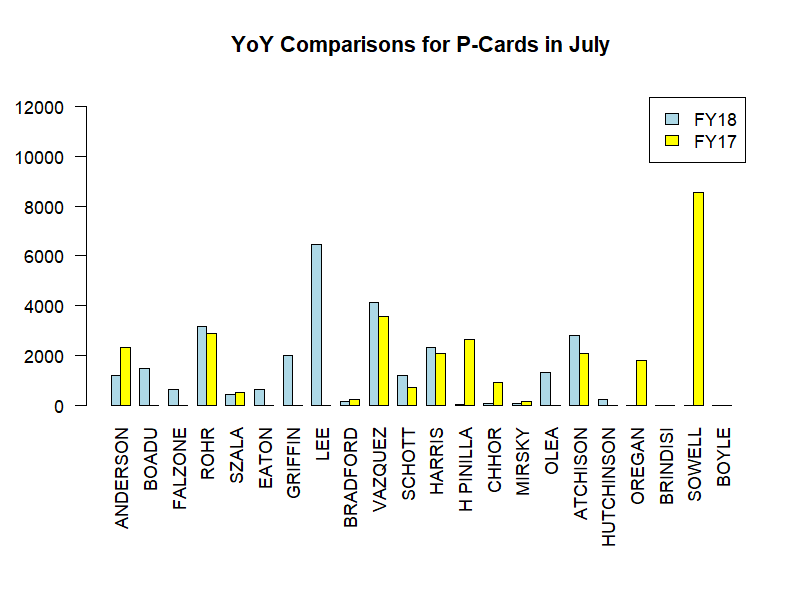 YoY Comparisons for P-Cards in July
12000
10000
8000
6000
4000
2000
0
FY18
FY17
ANDERSON
BOADU
FALZONE
ROHR
SZALA
EATON
GRIFFIN
LEE
BRADFORD
VAZQUEZ
SCHOTT
HARRIS
H PINILLA
CHHOR
MIRSKY
OLEA
ATCHISON
HUTCHINSON
OREGAN
BRINDISI
SOWELL
BOYLE